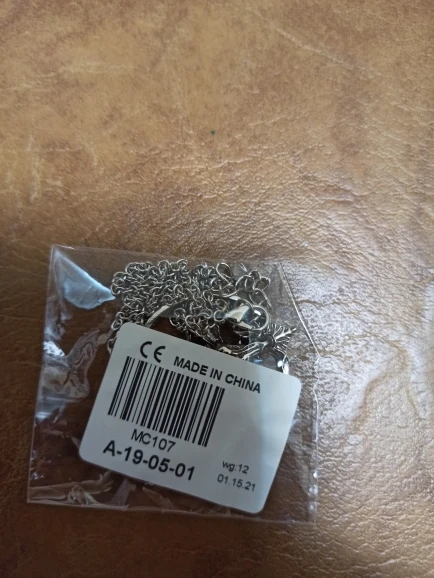 CE MADE IN CHINA
MC107
A-19-05-01
wg:12
01.15.21